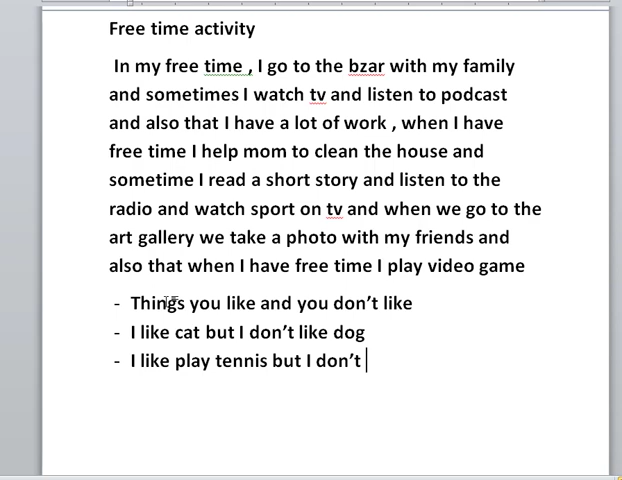 Free time activity
In my free time , I go to the bzar with my family
and sometimes I watch tv and listen to podcast
and also that I have a lot of work , when I have
free time I help mom to clean the house and
sometime I read a short story and listen to the
radio and watch sport on tv and when we go to the
art gallery we take a photo with my friends and
also that when I have free time I play video game
- Things you like and you don’t like
- I like cat but I don’t like dog
- I like play tennis but I don’t